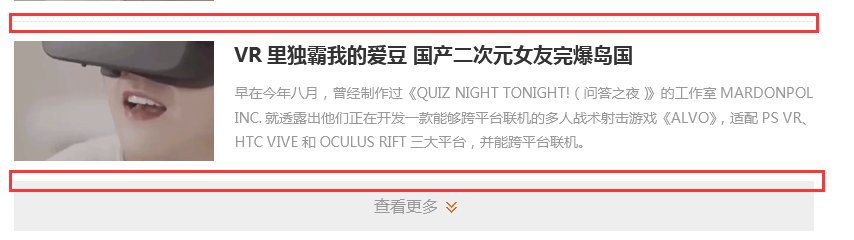 VR 里独霸我的爱豆 国产二次元女友完爆岛国
早在今年八月，曾经制作过《QUIZ NIGHT TONIGHT!（问答之夜）》的工作室 MARDONPOL
INC. 就透露出他们正在开发一款能够跨平台联机的多人战术射击游戏《ALVO》，适配 PS VR、
HTC VIVE 和 OCULUS RIFT 三大平台，并能跨平台联机。
查看更多